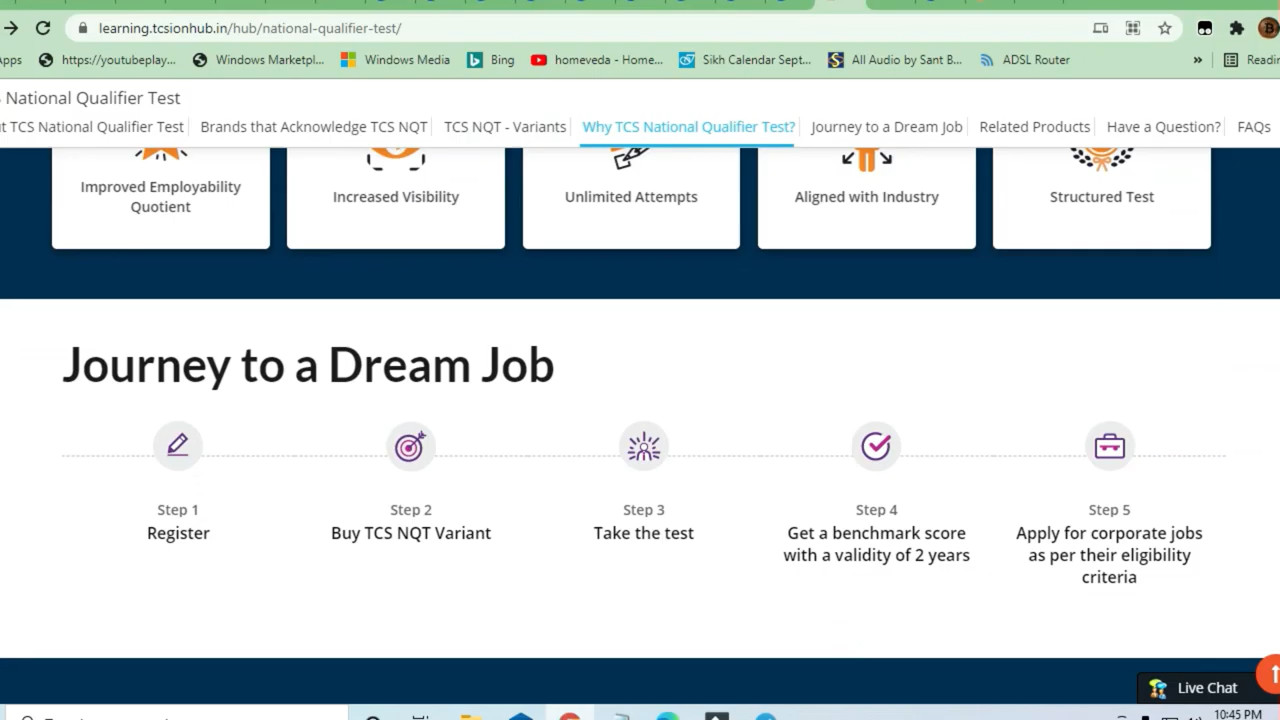 learning.tcsionhub.in/hub/national-qualifier-test/
Apps https://youtubeplay... Windows Marketpl... Windows Media Bing homeveda - Home... Sikh Calendar Sept... All Audio by Sant B... ADSL Router » Readin
National Qualifier Test
t TCS National Qualifier Test Brands that Acknowledge TCS NQT TCS NQT - Variants Why TCS National Qualifier Test? Journey to a Dream Job Related Products Have a Question? FAQs
Improved Employability
Quotient
Increased Visibility
Unlimited Attempts
Aligned with Industry
Structured Test
Journey to a Dream Job
Step 1
Register
Step 2
Buy TCS NQT Variant
Step 3
Take the test
Step 4
Get a benchmark score
with a validity of 2 years
Step 5
Apply for corporate jobs
as per their eligibility
criteria
Live Chat
10:45 PM